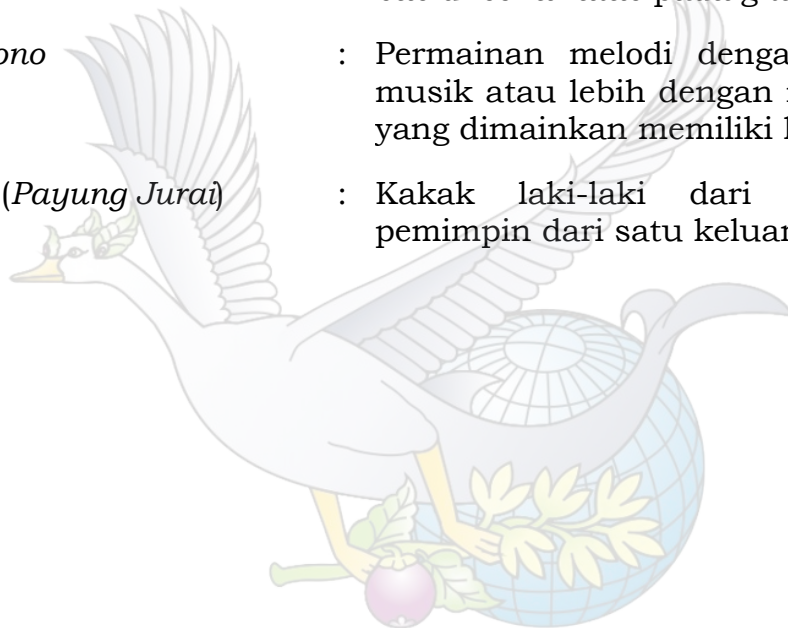 ono : Permainan melodi denga
musik atau lebih dengan
yang dimainkan memiliki
(Payung Jurai) : Kakak laki-laki dari
pemimpin dari satu keluar